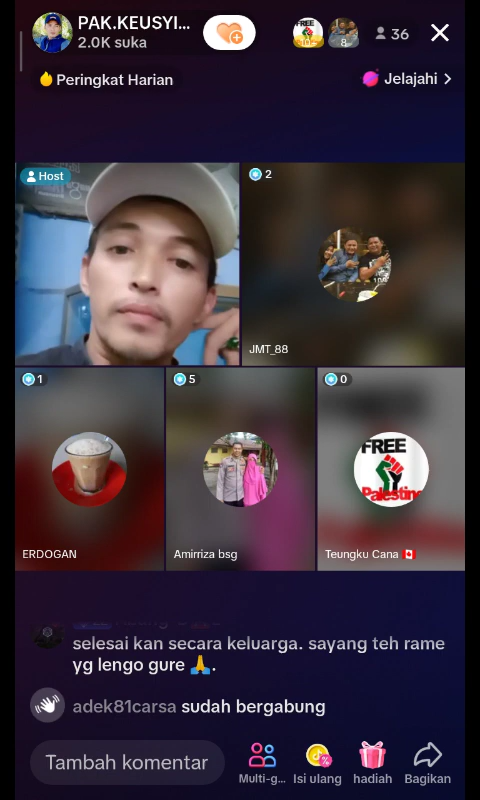 PAK.KEUSYI...
2.0K suka
36
Peringkat Harian
Jelajahi >
Host
2
JMT_88
1
5
0
FREE
Palestine
ERDOGAN
Amirriza bsg
Teungku Cana 🇨🇦
selesai kan secara keluarga. sayang teh rame
yg lengo gure 🙏.
adek81carsa sudah bergabung
Tambah komentar
Multi-g...
Isi ulang
hadiah
Bagikan